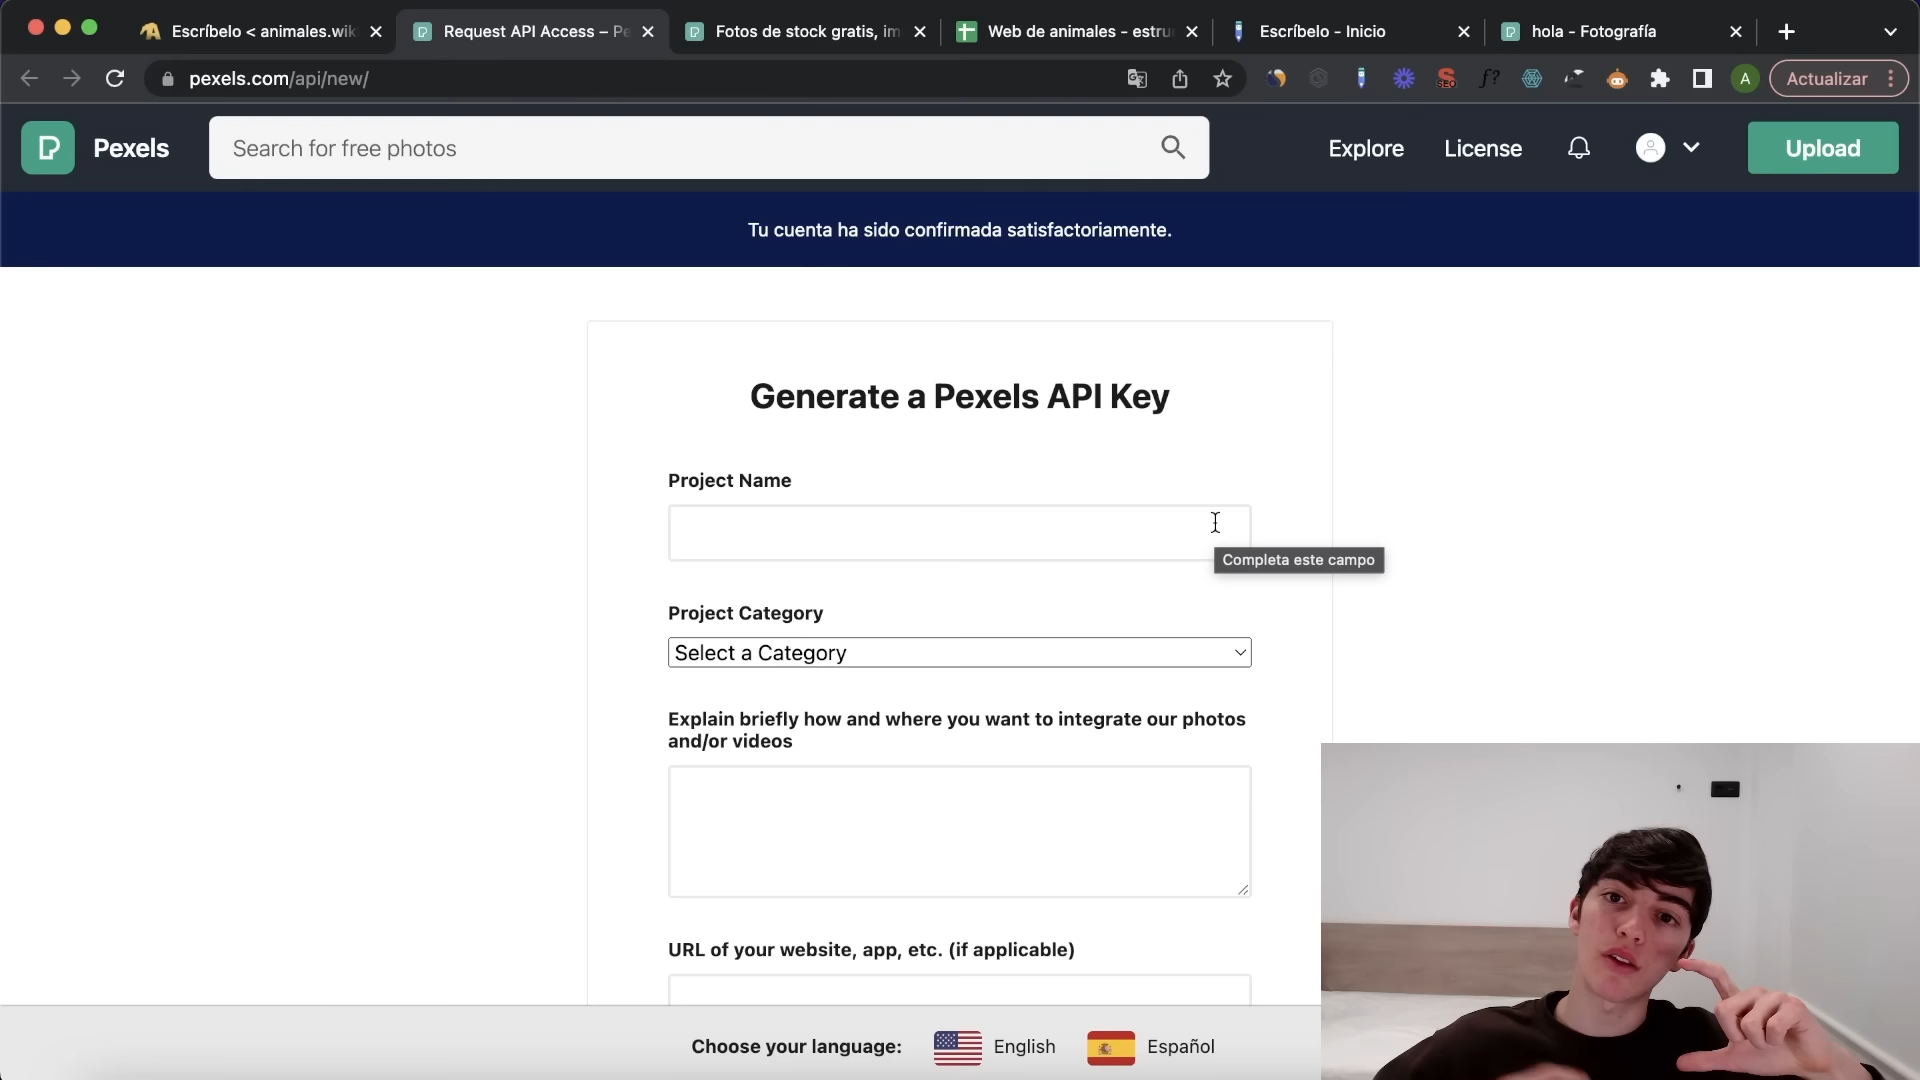 Escríbelo < animales.wik
Request API Access – Pe
Fotos de stock gratis, im
Web de animales - estru
Escríbelo - Inicio
hola - Fotografía
pexels.com/api/new/
SEO
f?
A
Actualizar
Pexels
Search for free photos
Explore
License
Upload
Tu cuenta ha sido confirmada satisfactoriamente.
Generate a Pexels API Key
Project Name
Completa este campo
Project Category
Select a Category
Explain briefly how and where you want to integrate our photos
and/or videos
URL of your website, app, etc. (if applicable)
Choose your language:
English
Español